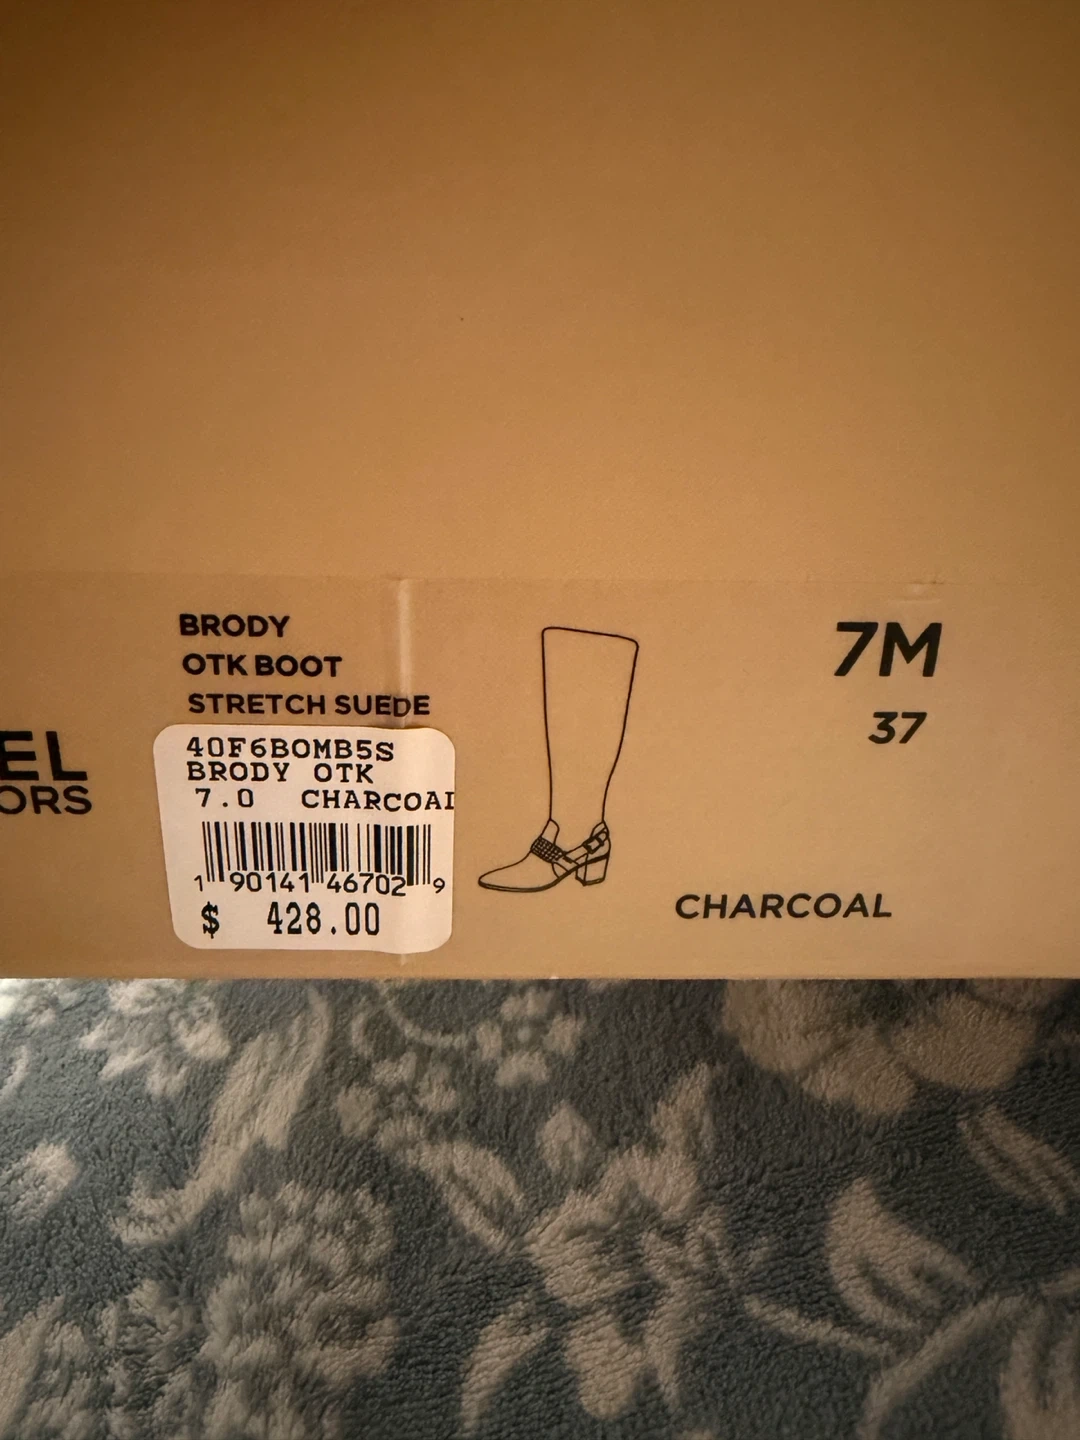 BRODY
OTK BOOT
STRETCH SUEDE
EL
ORS
40F6BOMB5S
BRODY OTK
7.0 CHARCOAL
1 90141 46702 9
$ 428.00
7M
37
CHARCOAL